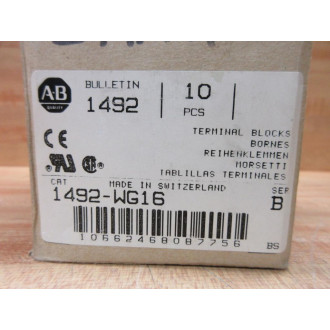 A·B
QUALITY
BULLETIN
1492
10
PCS
CE
TERMINAL BLOCKS
BORNES
REIHENKLEMMEN
MORSETTI
TABLILLAS TERMINALES
CAT
MADE IN SWITZERLAND
SER
1492-WG16
B
10662468087756
BS